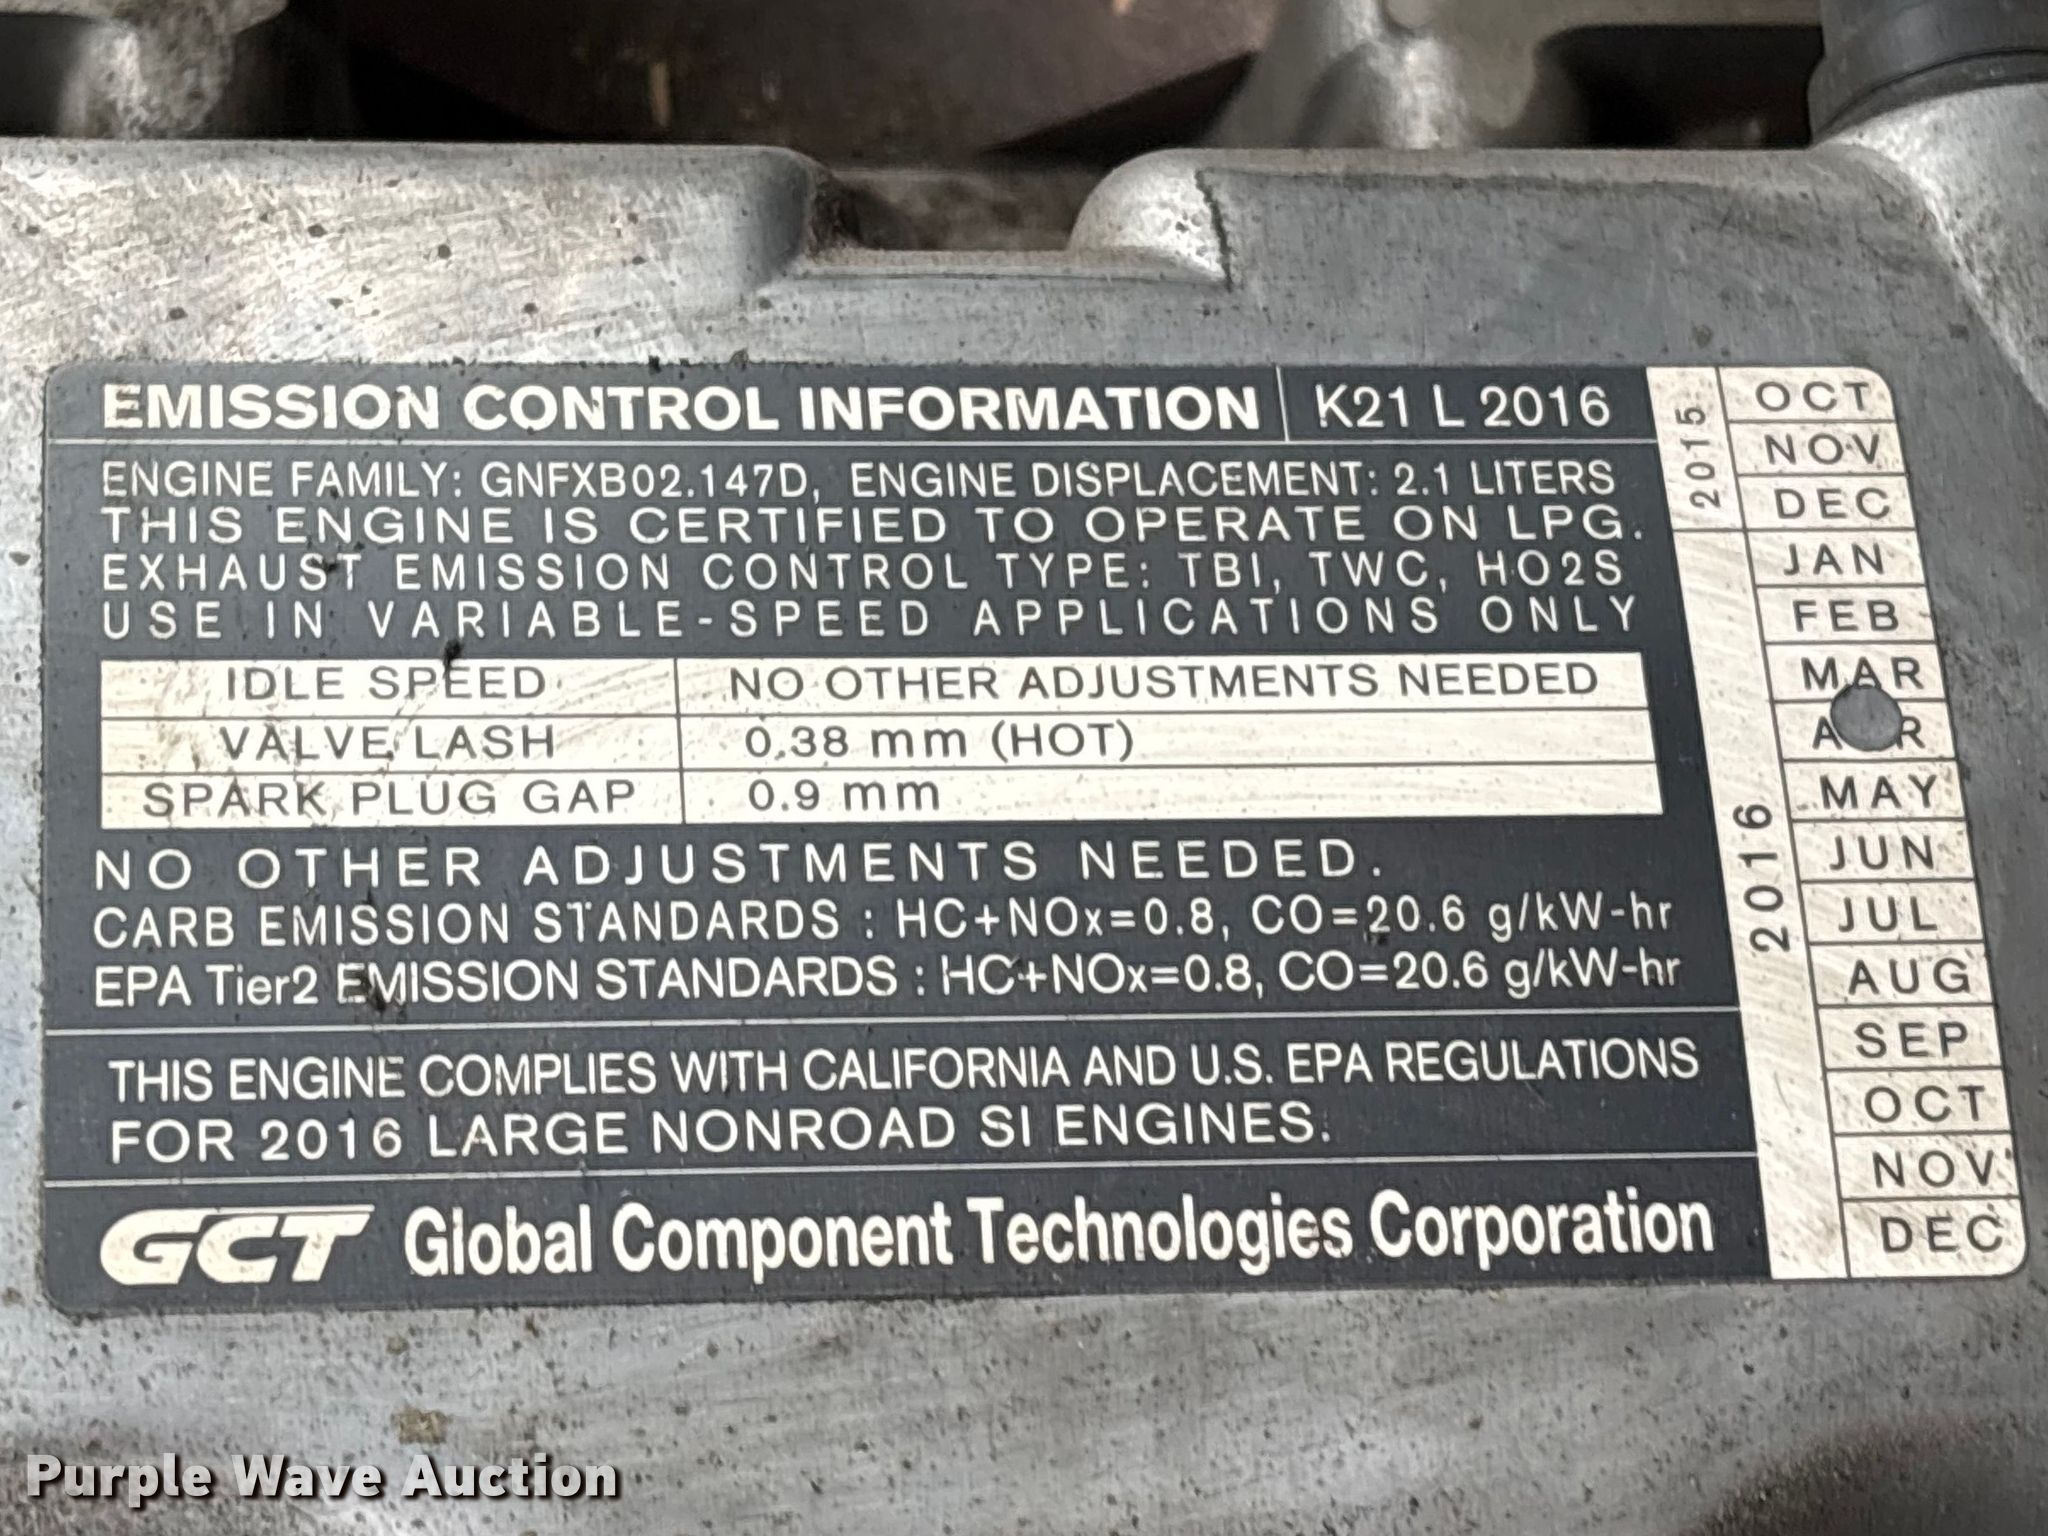 EMISSION CONTROL INFORMATION K21 L 2016
ENGINE FAMILY: GNFXB02.147D, ENGINE DISPLACEMENT: 2.1 LITERS
THIS ENGINE IS CERTIFIED TO OPERATE ON LPG.
EXHAUST EMISSION CONTROL TYPE: TBI, TWC, HO2S
USE IN VARIABLE-SPEED APPLICATIONS ONLY
IDLE SPEED NO OTHER ADJUSTMENTS NEEDED
VALVE LASH 0.38 mm (HOT)
SPARK PLUG GAP 0.9 mm
NO OTHER ADJUSTMENTS NEEDED.
CARB EMISSION STANDARDS : HC+NOx=0.8, CO=20.6 g/kW-hr
EPA Tier2 EMISSION STANDARDS : HC+NOx=0.8, CO=20.6 g/kW-hr
THIS ENGINE COMPLIES WITH CALIFORNIA AND U.S. EPA REGULATIONS
FOR 2016 LARGE NONROAD SI ENGINES.
GCT Global Component Technologies Corporation
2015
OCT
NOV
DEC
2016
JAN
FEB
MAR
APR
MAY
JUN
JUL
AUG
SEP
OCT
NOV
DEC
Purple Wave Auction